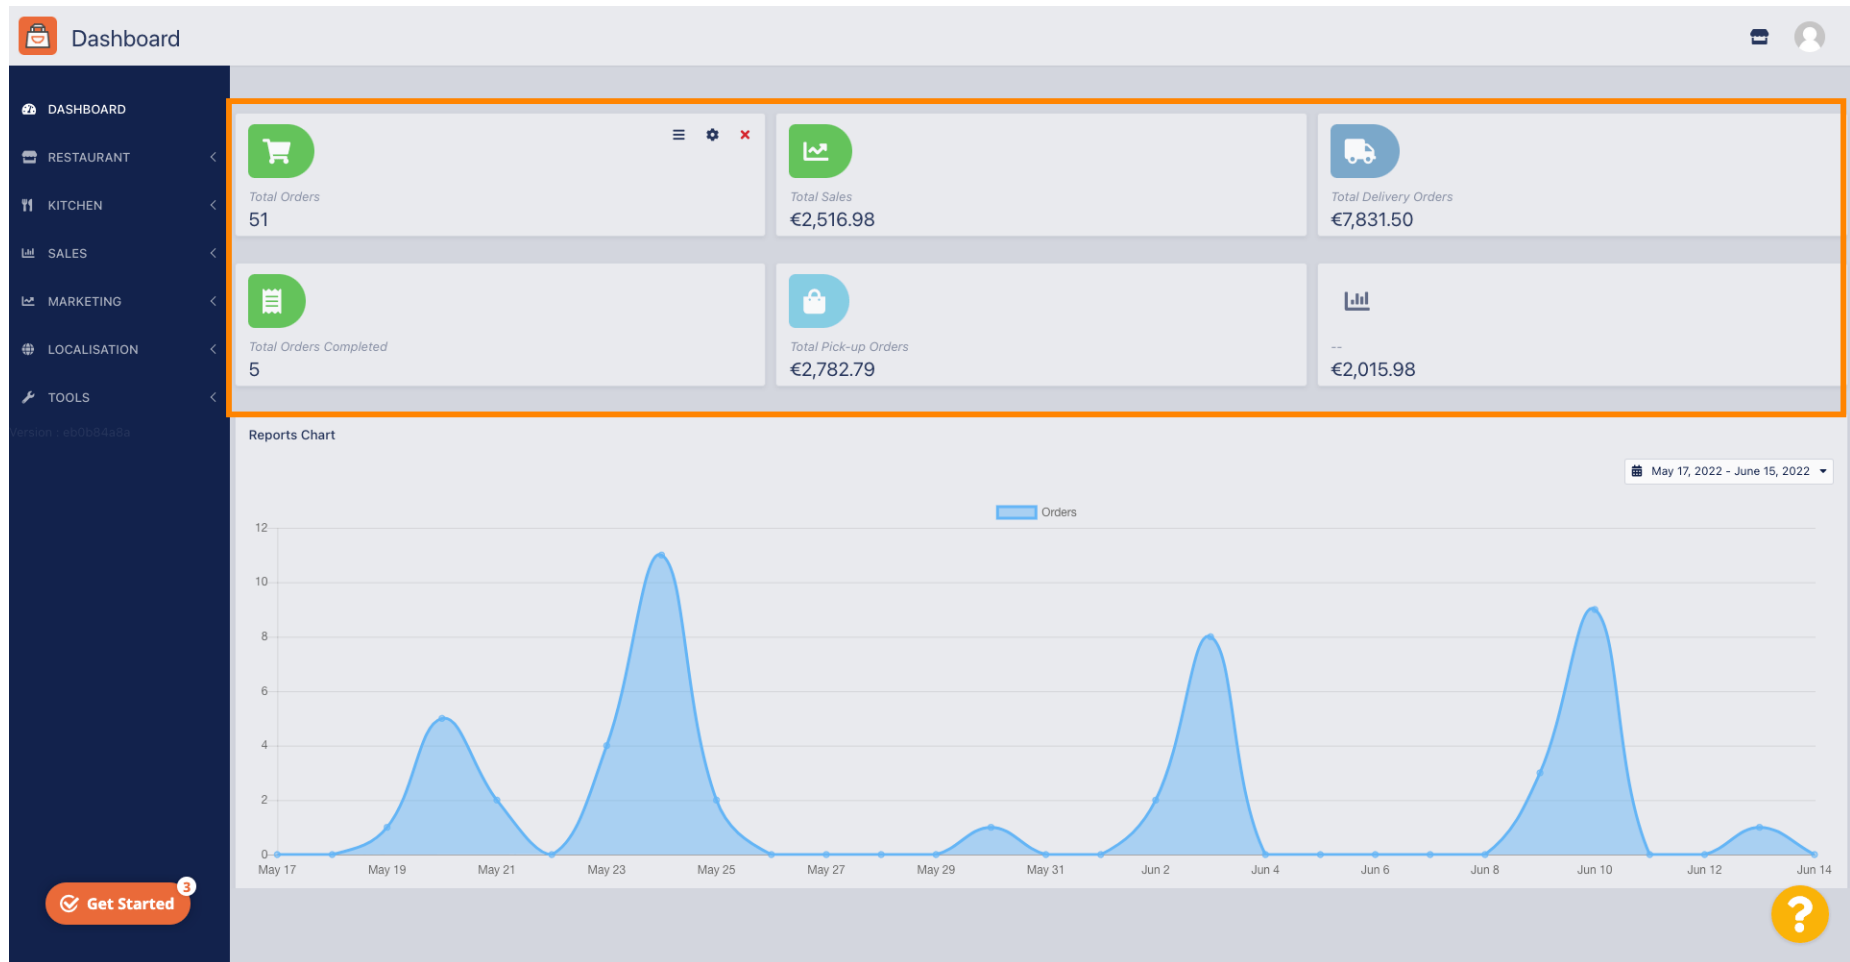 Dashboard
DASHBOARD
RESTAURANT
KITCHEN
SALES
MARKETING
LOCALISATION
TOOLS
Version : eb0b84a8a
Total Orders
51
Total Sales
€2,516.98
Total Delivery Orders
€7,831.50
Total Orders Completed
5
Total Pick-up Orders
€2,782.79
--
€2,015.98
Reports Chart
May 17, 2022 - June 15, 2022
Orders
12
10
8
6
4
2
0
May 17 May 19 May 21 May 23 May 25 May 27 May 29 May 31 Jun 2 Jun 4 Jun 6 Jun 8 Jun 10 Jun 12 Jun 14
3
Get Started
?